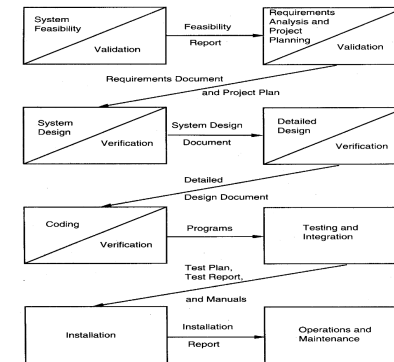 System
Feasibility
Validation
Feasibility
Report
Requirements
Analysis and
Project
Planning
Validation
Requirements Document
and Project Plan
System
Design
Verification
System Design
Document
Detailed
Design
Verification
Detailed
Design Document
Coding
Verification
Programs
Testing and
Integration
Test Plan,
Test Report,
and Manuals
Installation
Installation
Report
Operations and
Maintenance